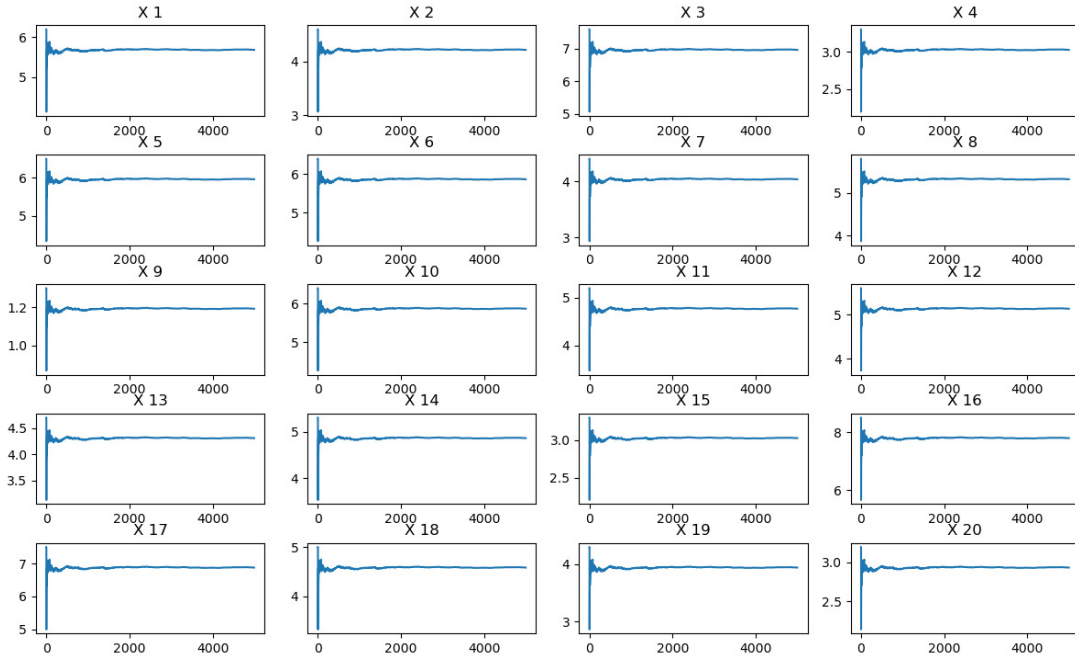 X 1 X 2 X 3 X 4
6 4 7 3.0
5 3 6 2.5
5
0 2000 4000 0 2000 4000 0 2000 4000 0 2000 4000
X 5 X 6 X 7 X 8
6 6 4 5
5 5 3 4
0 2000 4000 0 2000 4000 0 2000 4000 0 2000 4000
X 9 X 10 X 11 X 12
1.2 6 5 5
1.0 5 4 4
0 2000 4000 0 2000 4000 0 2000 4000 0 2000 4000
X 13 X 14 X 15 X 16
4.5 5 3.0 8
4.0 4 2.5 6
3.5
0 2000 4000 0 2000 4000 0 2000 4000 0 2000 4000
X 17 X 18 X 19 X 20
7 5 4 3.0
6 4 3 2.5
5
0 2000 4000 0 2000 4000 0 2000 4000 0 2000 4000